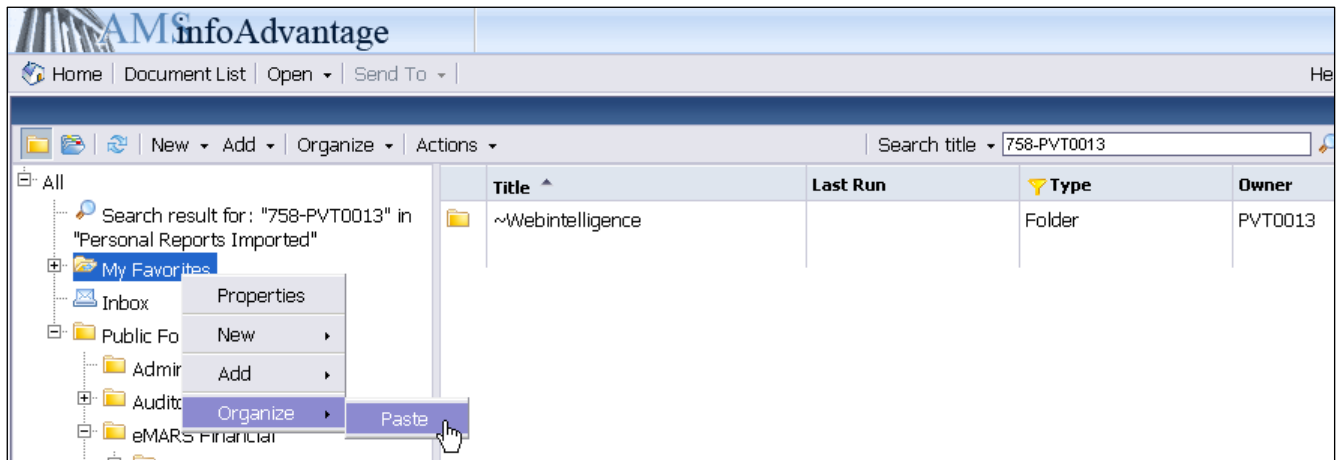 AMS infoAdvantage
Home | Document List | Open | Send To | He
New Add | Organize | Actions | Search title 758-PVT0013
All
Title Last Run Type Owner
Search result for: "758-PVT0013" in
"Personal Reports Imported"
~Webintelligence Folder PVT0013
My Favorites
Properties
Inbox
New
Public Fo
Add
Admin
Organize
Paste
Audito
eMARS Financial